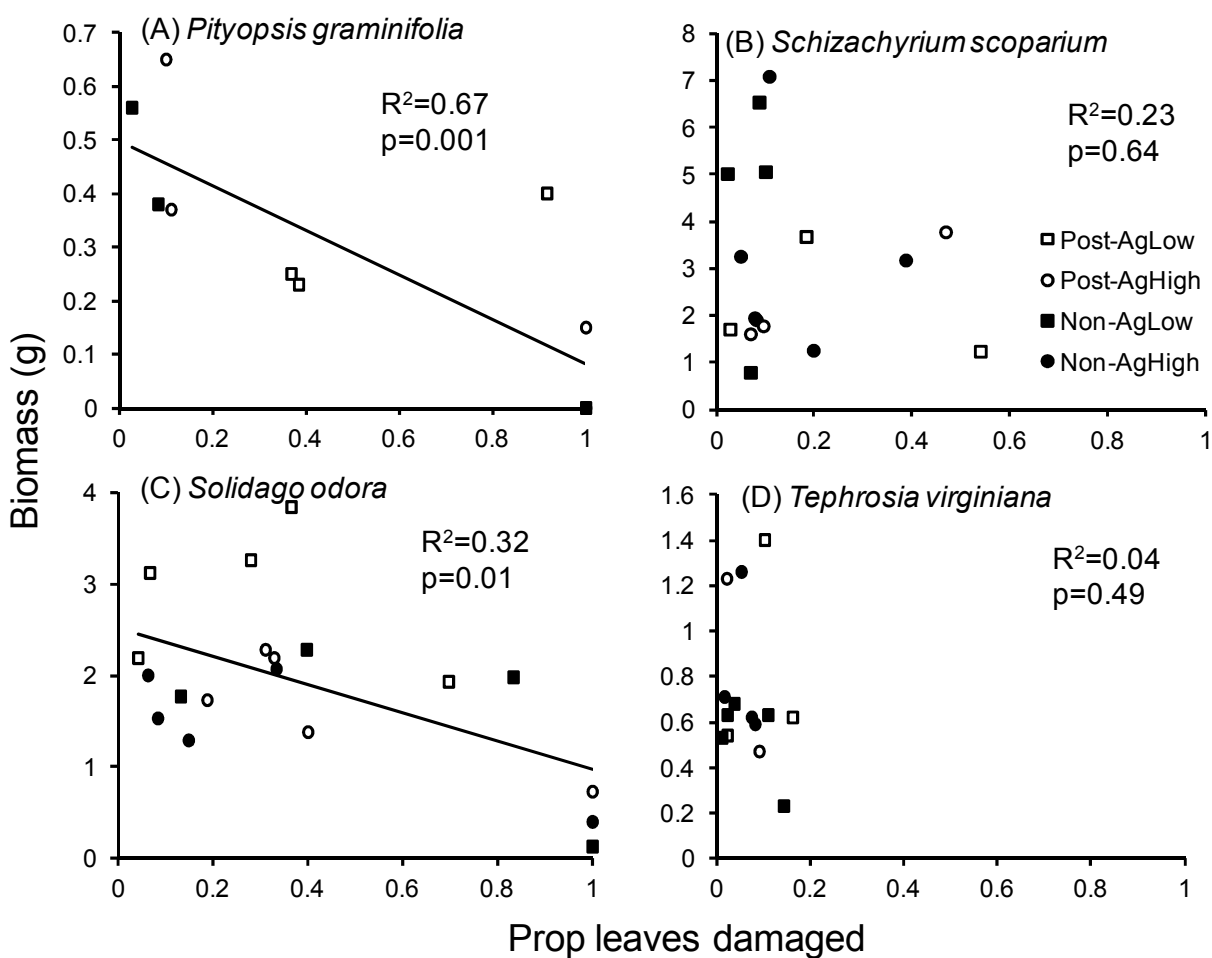 (A) Pityopsis graminifolia
R²=0.67
p=0.001
0.7
0.6
0.5
0.4
0.3
0.2
0.1
0
0 0.2 0.4 0.6 0.8 1
(B) Schizachyrium scoparium
R²=0.23
p=0.64
8
7
6
5
4
3
2
1
0
0 0.2 0.4 0.6 0.8 1
Post-AgLow
Post-AgHigh
Non-AgLow
Non-AgHigh
Biomass (g)
(C) Solidago odora
R²=0.32
p=0.01
4
3
2
1
0
0 0.2 0.4 0.6 0.8 1
(D) Tephrosia virginiana
R²=0.04
p=0.49
1.6
1.4
1.2
1
0.8
0.6
0.4
0.2
0
0 0.2 0.4 0.6 0.8 1
Prop leaves damaged